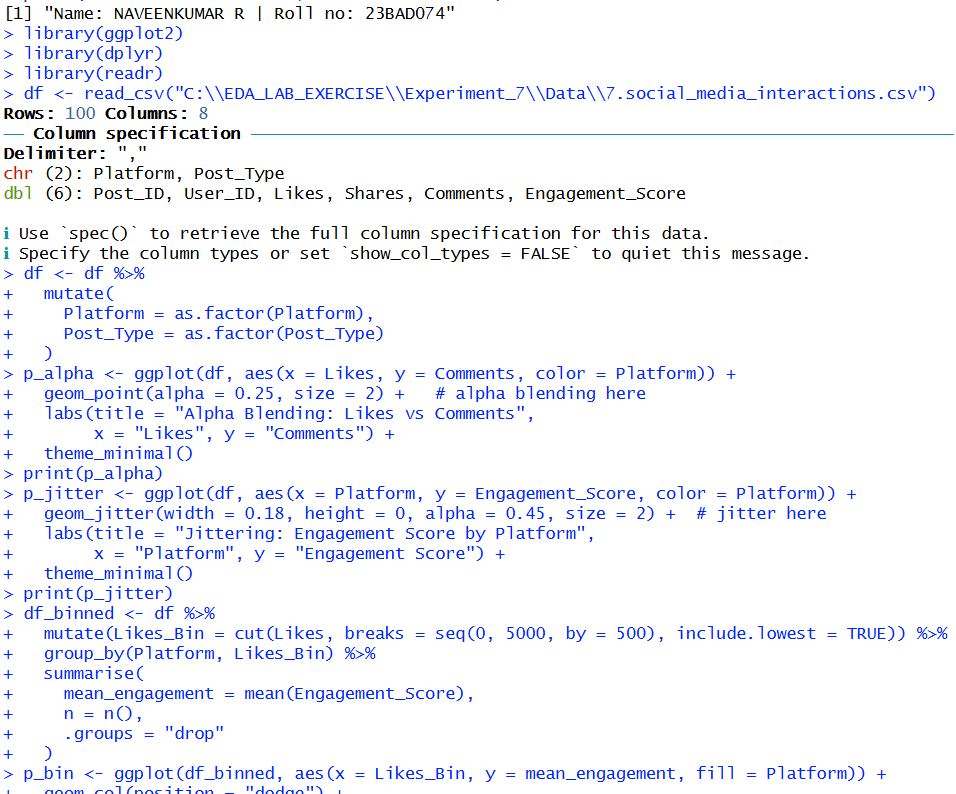 [1] "Name: NAVEENKUMAR R | Roll no: 23BAD074"
> library(ggplot2)
> library(dplyr)
> library(readr)
> df <- read_csv("C:\\EDA_LAB_EXERCISE\\Experiment_7\\Data\\7.social_media_interactions.csv")
Rows: 100 Columns: 8
── Column specification ──────────────────────────────
Delimiter: ","
chr (2): Platform, Post_Type
dbl (6): Post_ID, User_ID, Likes, Shares, Comments, Engagement_Score
ℹ Use `spec()` to retrieve the full column specification for this data.
ℹ Specify the column types or set `show_col_types = FALSE` to quiet this message.
> df <- df %>%
+   mutate(
+     Platform = as.factor(Platform),
+     Post_Type = as.factor(Post_Type)
+   )
> p_alpha <- ggplot(df, aes(x = Likes, y = Comments, color = Platform)) +
+   geom_point(alpha = 0.25, size = 2) +   # alpha blending here
+   labs(title = "Alpha Blending: Likes vs Comments",
+        x = "Likes", y = "Comments") +
+   theme_minimal()
> print(p_alpha)
> p_jitter <- ggplot(df, aes(x = Platform, y = Engagement_Score, color = Platform)) +
+   geom_jitter(width = 0.18, height = 0, alpha = 0.45, size = 2) +  # jitter here
+   labs(title = "Jittering: Engagement Score by Platform",
+        x = "Platform", y = "Engagement Score") +
+   theme_minimal()
> print(p_jitter)
> df_binned <- df %>%
+   mutate(Likes_Bin = cut(Likes, breaks = seq(0, 5000, by = 500), include.lowest = TRUE)) %>%
+   group_by(Platform, Likes_Bin) %>%
+   summarise(
+     mean_engagement = mean(Engagement_Score),
+     n = n(),
+     .groups = "drop"
+   )
> p_bin <- ggplot(df_binned, aes(x = Likes_Bin, y = mean_engagement, fill = Platform)) +
+   geom_col(position = "dodge") +